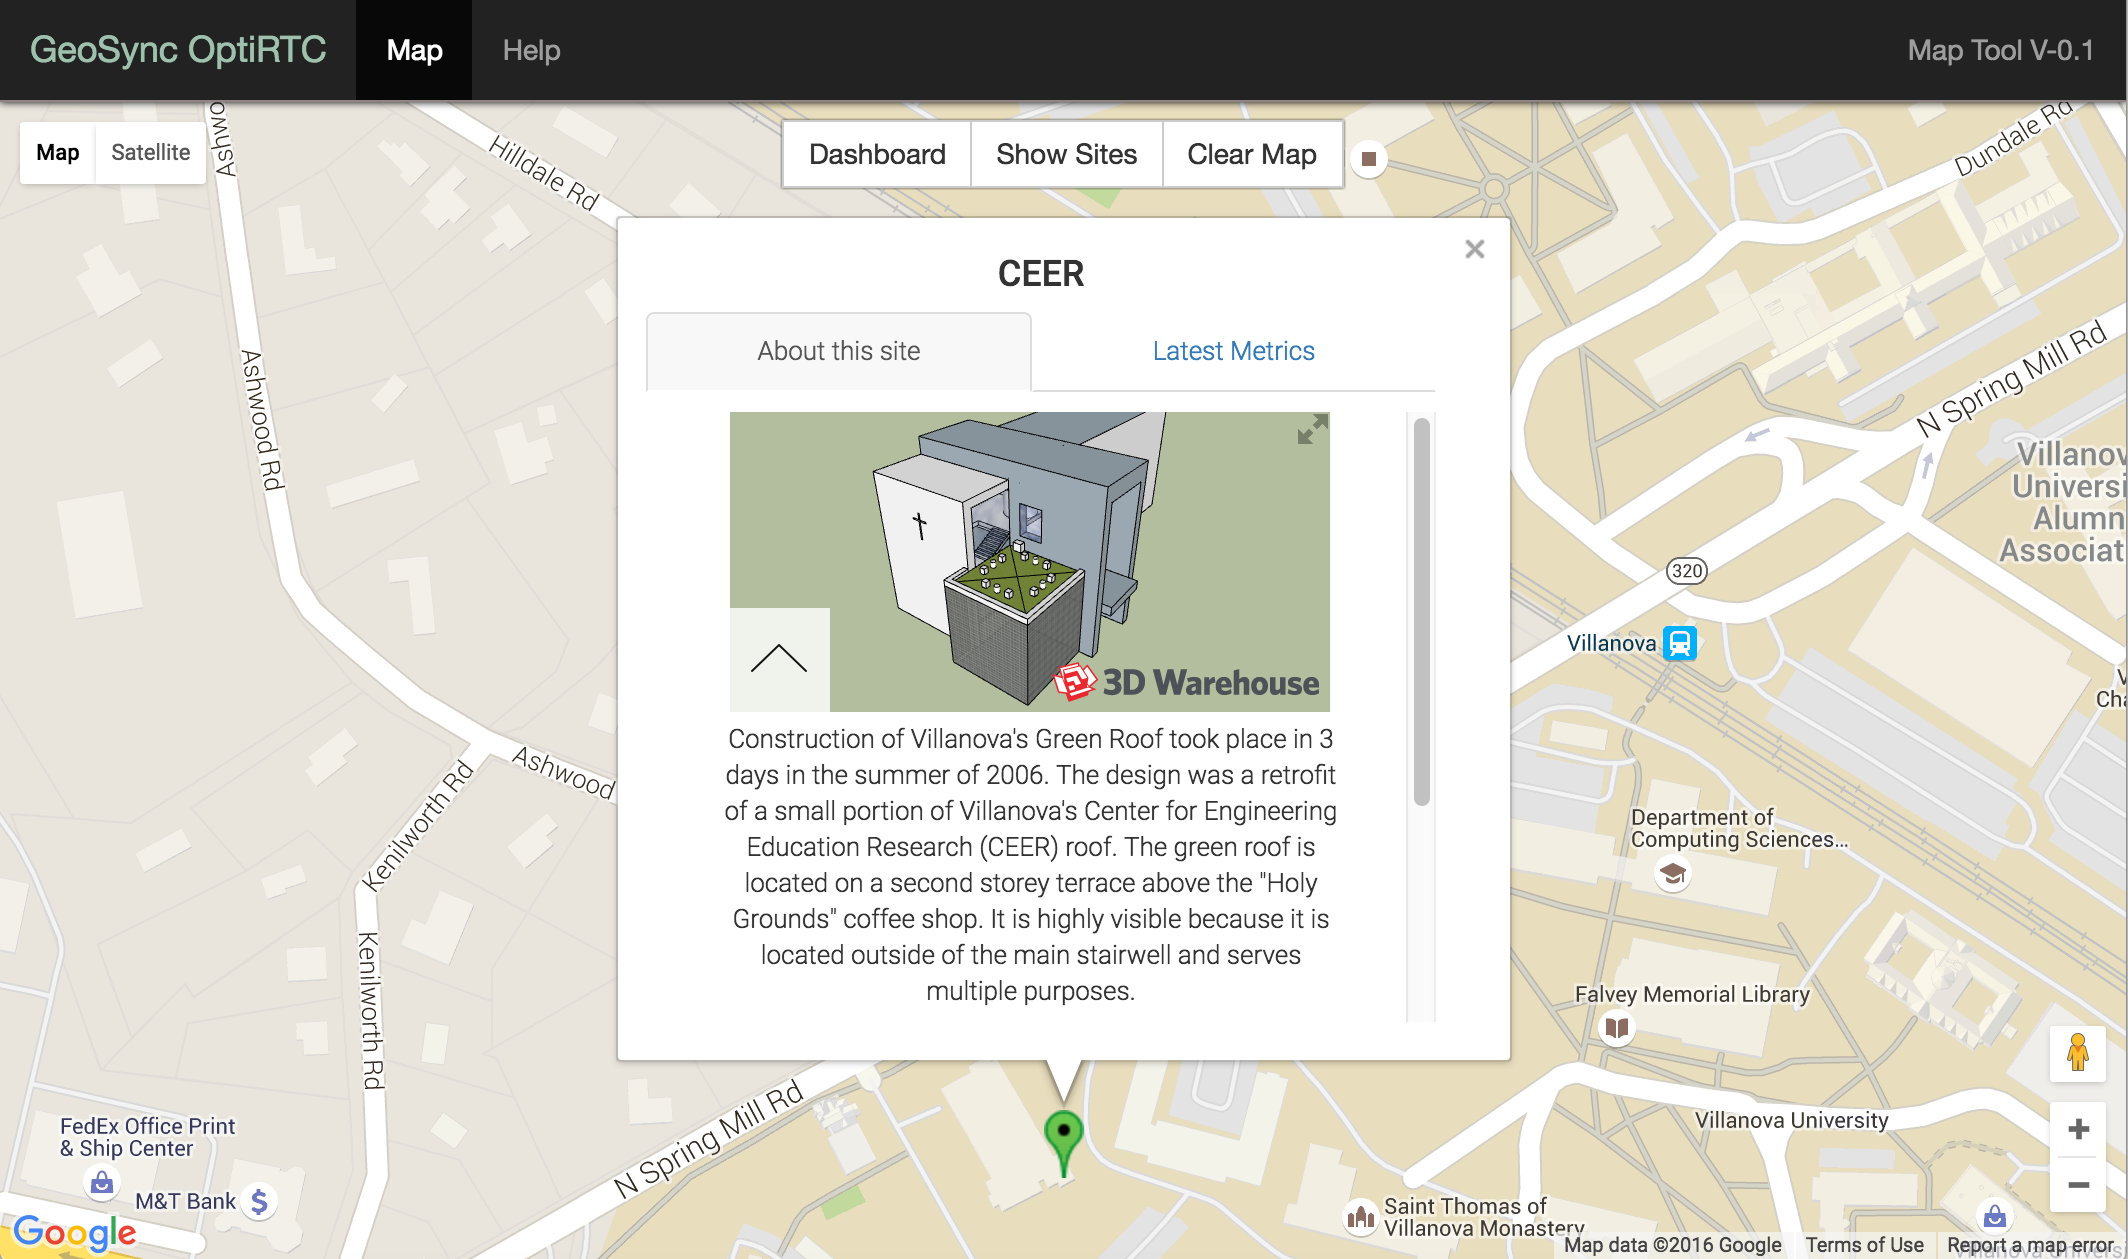 GeoSync OptiRTC
Map
Help
Map Tool V-0.1
Map
Satellite
Dashboard
Show Sites
Clear Map
Hilldale Rd
Dundale Rd
Ashwood Rd
N Spring Mill Rd
CEER
×
About this site
Latest Metrics
3D Warehouse
Construction of Villanova's Green Roof took place in 3
days in the summer of 2006. The design was a retrofit
of a small portion of Villanova's Center for Engineering
Education Research (CEER) roof. The green roof is
located on a second storey terrace above the "Holy
Grounds" coffee shop. It is highly visible because it is
located outside of the main stairwell and serves
multiple purposes.
Villanov
Universi
Alumn
Associat
320
Villanova
Ashwood
Kenilworth Rd
Department of
Computing Sciences...
Kenilworth Rd
Falvey Memorial Library
N Spring Mill Rd
Villanova University
FedEx Office Print
& Ship Center
M&T Bank
$
Saint Thomas of
Villanova Monastery
+
−
Google
Map data ©2016 Google
Terms of Use
Report a map error